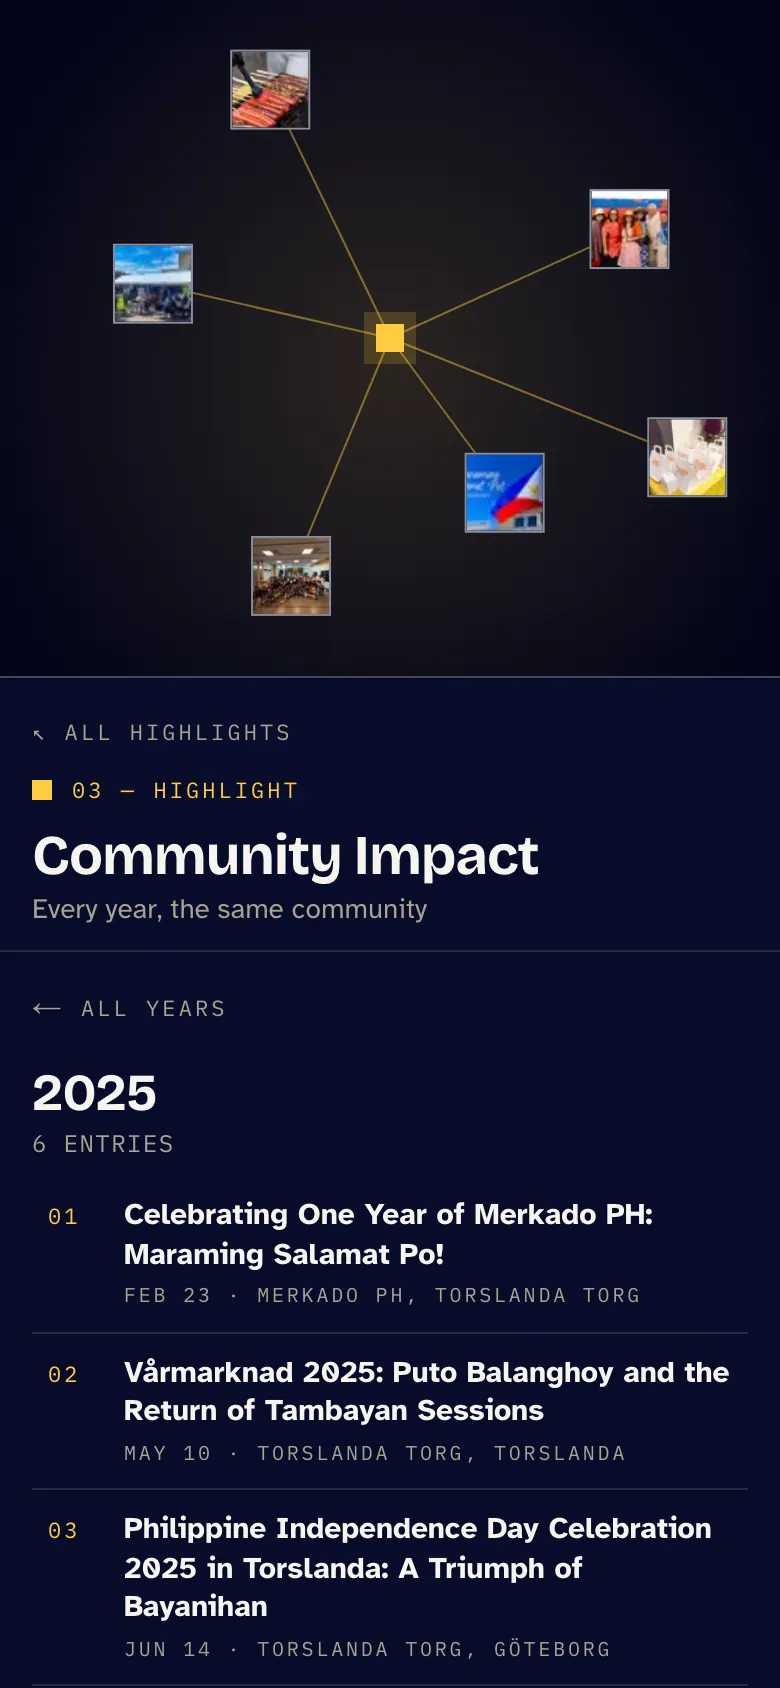 ↖ ALL HIGHLIGHTS
03 — HIGHLIGHT
Community Impact
Every year, the same community
← ALL YEARS
2025
6 ENTRIES
01
Celebrating One Year of Merkado PH:
Maraming Salamat Po!
FEB 23 · MERKADO PH, TORSLANDA TORG
02
Vårmarknad 2025: Puto Balanghoy and the
Return of Tambayan Sessions
MAY 10 · TORSLANDA TORG, TORSLANDA
03
Philippine Independence Day Celebration
2025 in Torslanda: A Triumph of
Bayanihan
JUN 14 · TORSLANDA TORG, GÖTEBORG